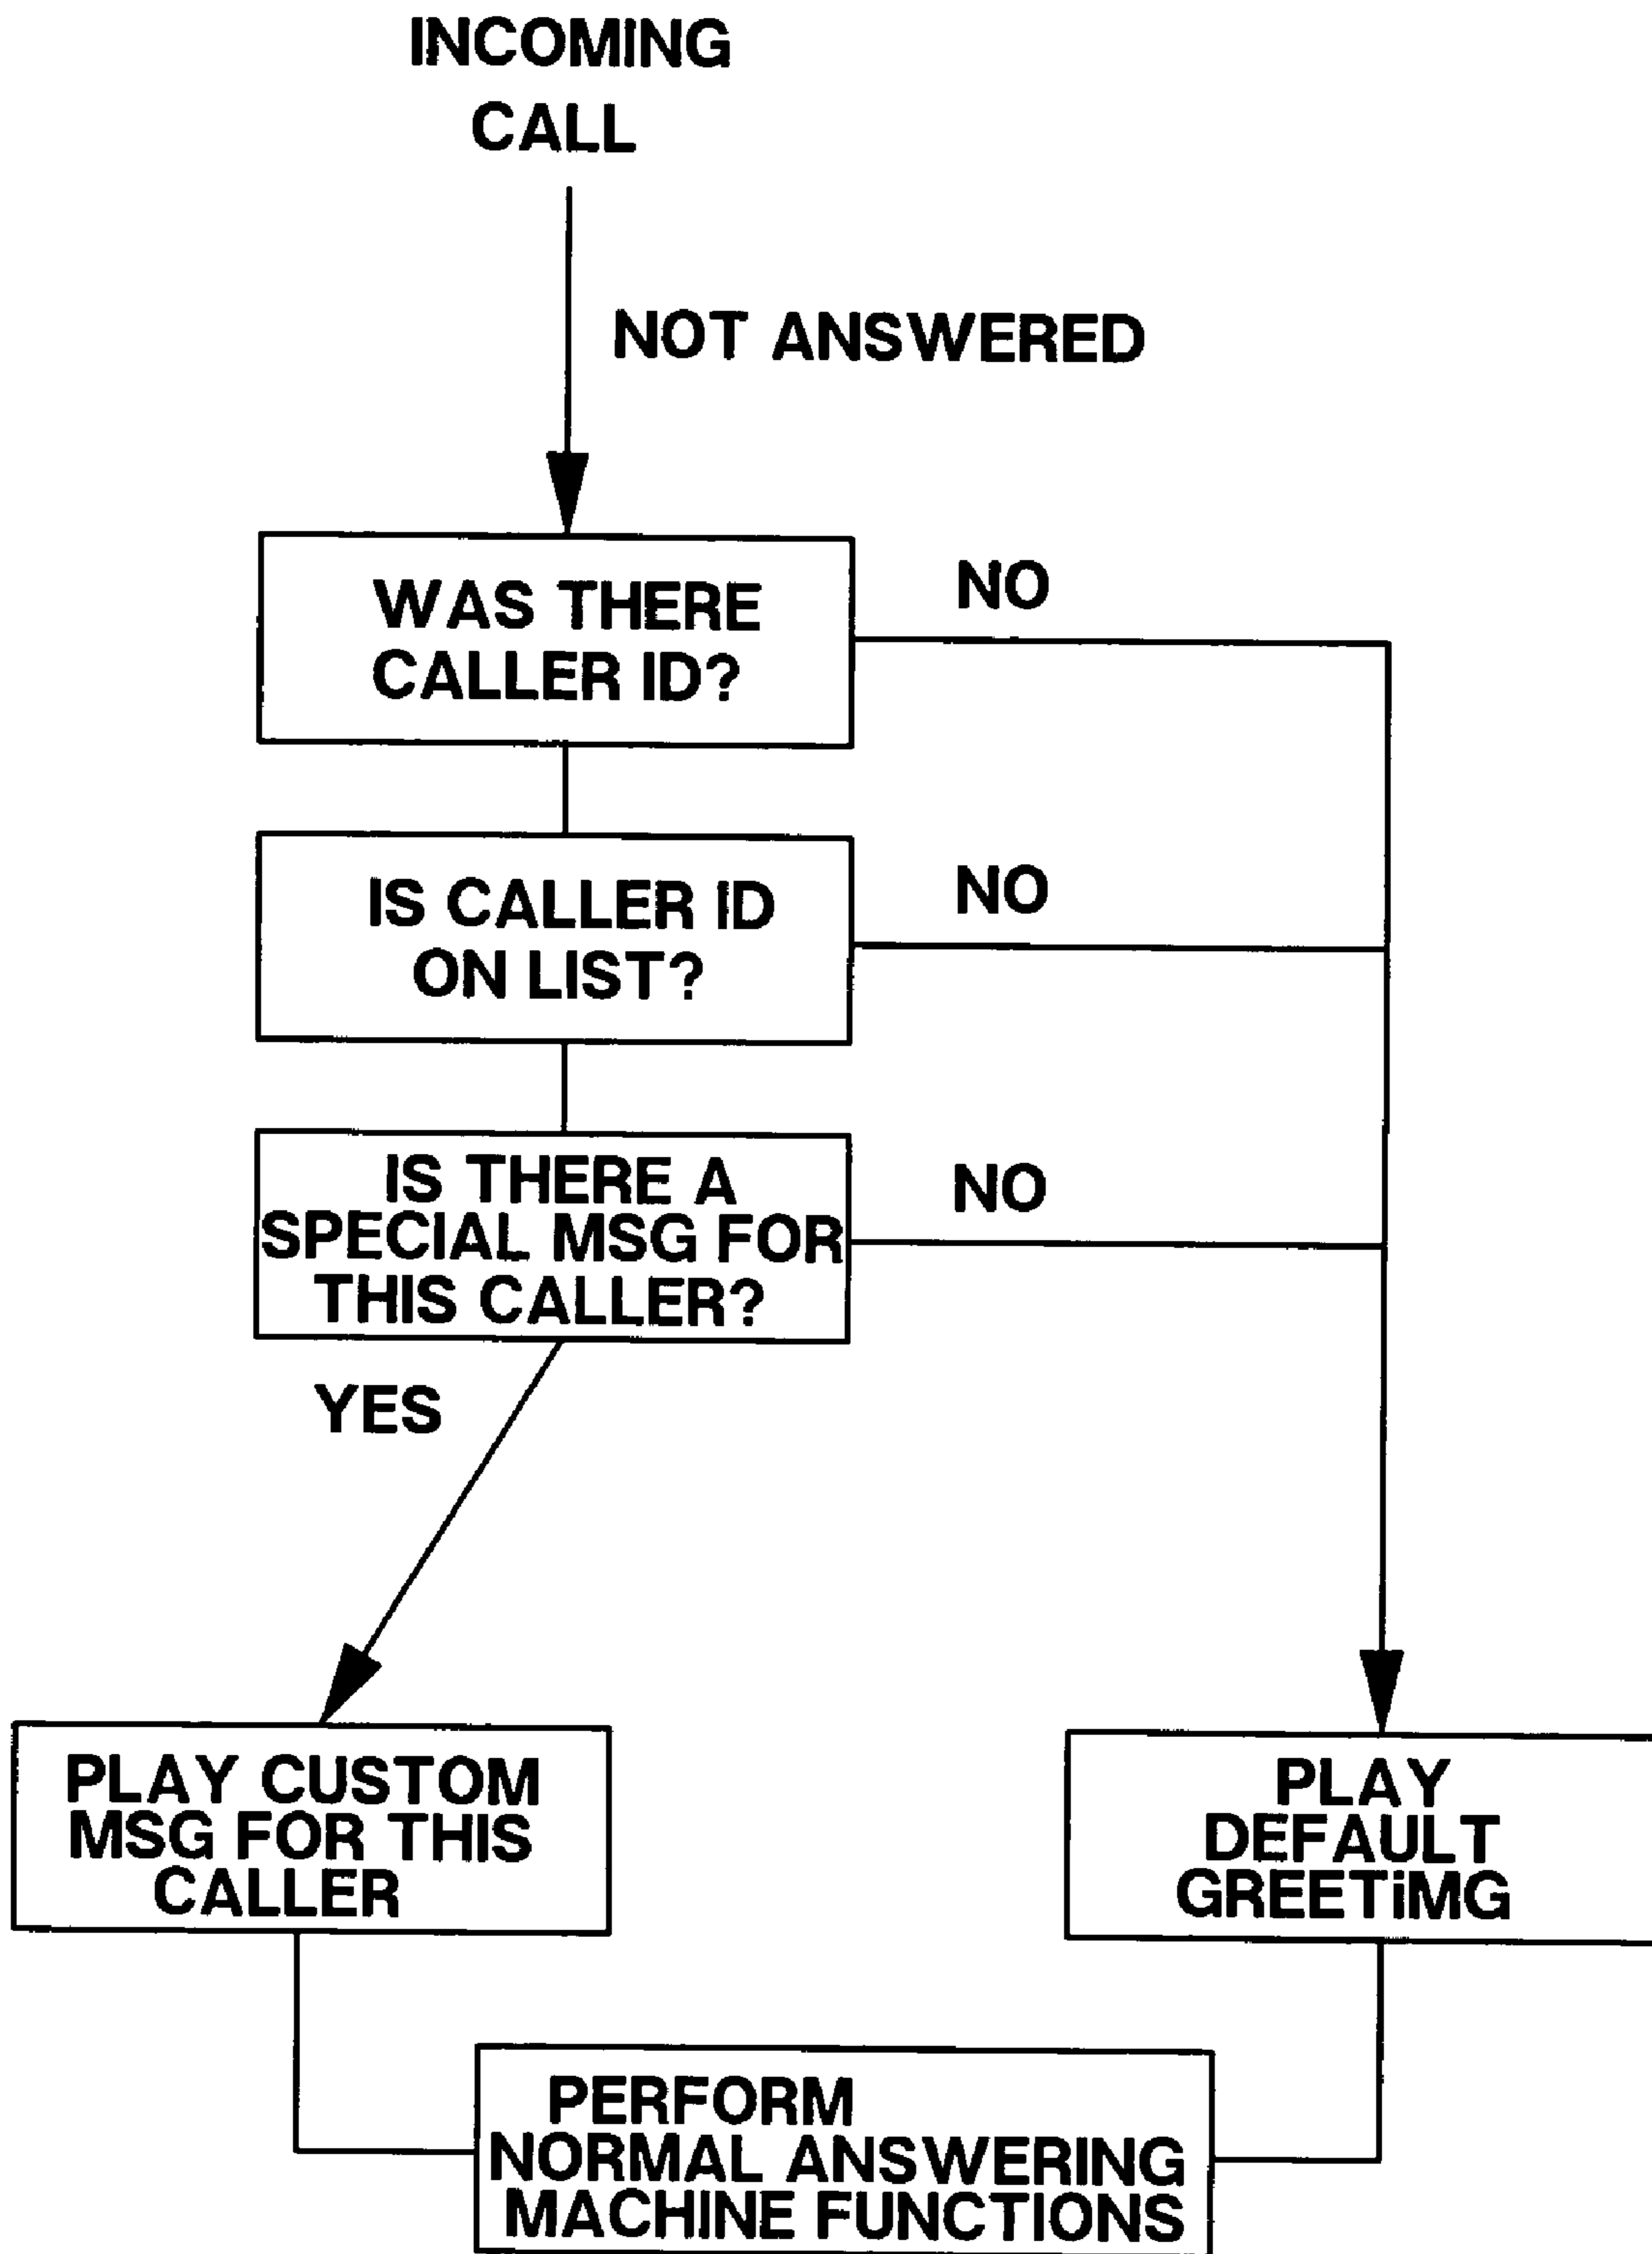 INCOMING
CALL
NOT ANSWERED
WAS THERE
CALLER ID?
NO
IS CALLER ID
ON LIST?
NO
IS THERE A
SPECIAL MSG FOR
THIS CALLER?
NO
YES
PLAY CUSTOM
MSG FOR THIS
CALLER
PLAY
DEFAULT
GREETiMG
PERFORM
NORMAL ANSWERING
MACHINE FUNCTIONS